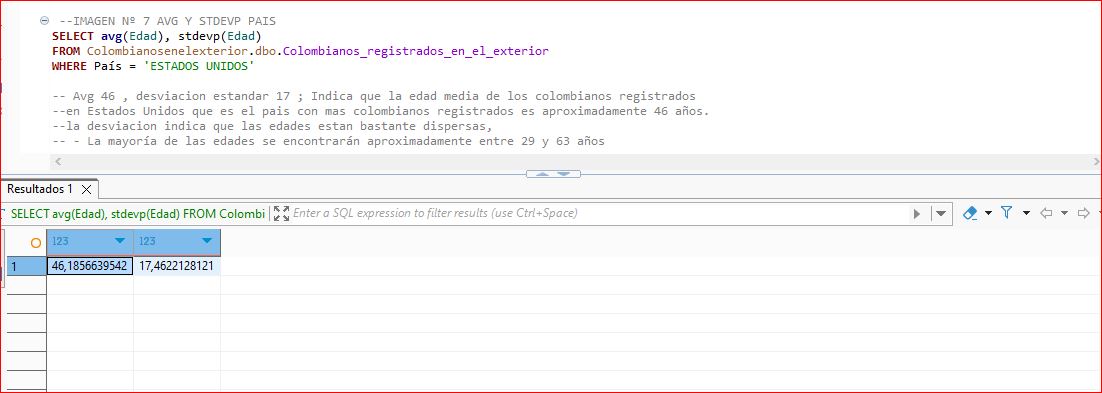 --IMAGEN Nº 7 AVG Y STDEVP PAIS
SELECT avg(Edad), stdevp(Edad)
FROM Colombianosenelexterior.dbo.Colombianos_registrados_en_el_exterior
WHERE País = 'ESTADOS UNIDOS'
-- Avg 46 , desviacion estandar 17 ; Indica que la edad media de los colombianos registrados
--en Estados Unidos que es el pais con mas colombianos registrados es aproximadamente 46 años.
--la desviacion indica que las edades estan bastante dispersas,
-- - La mayoría de las edades se encontrarán aproximadamente entre 29 y 63 años
Resultados 1
SELECT avg(Edad), stdevp(Edad) FROM Colombi
Enter a SQL expression to filter results (use Ctrl+Space)
123 123
1 46,1856639542 17,4622128121